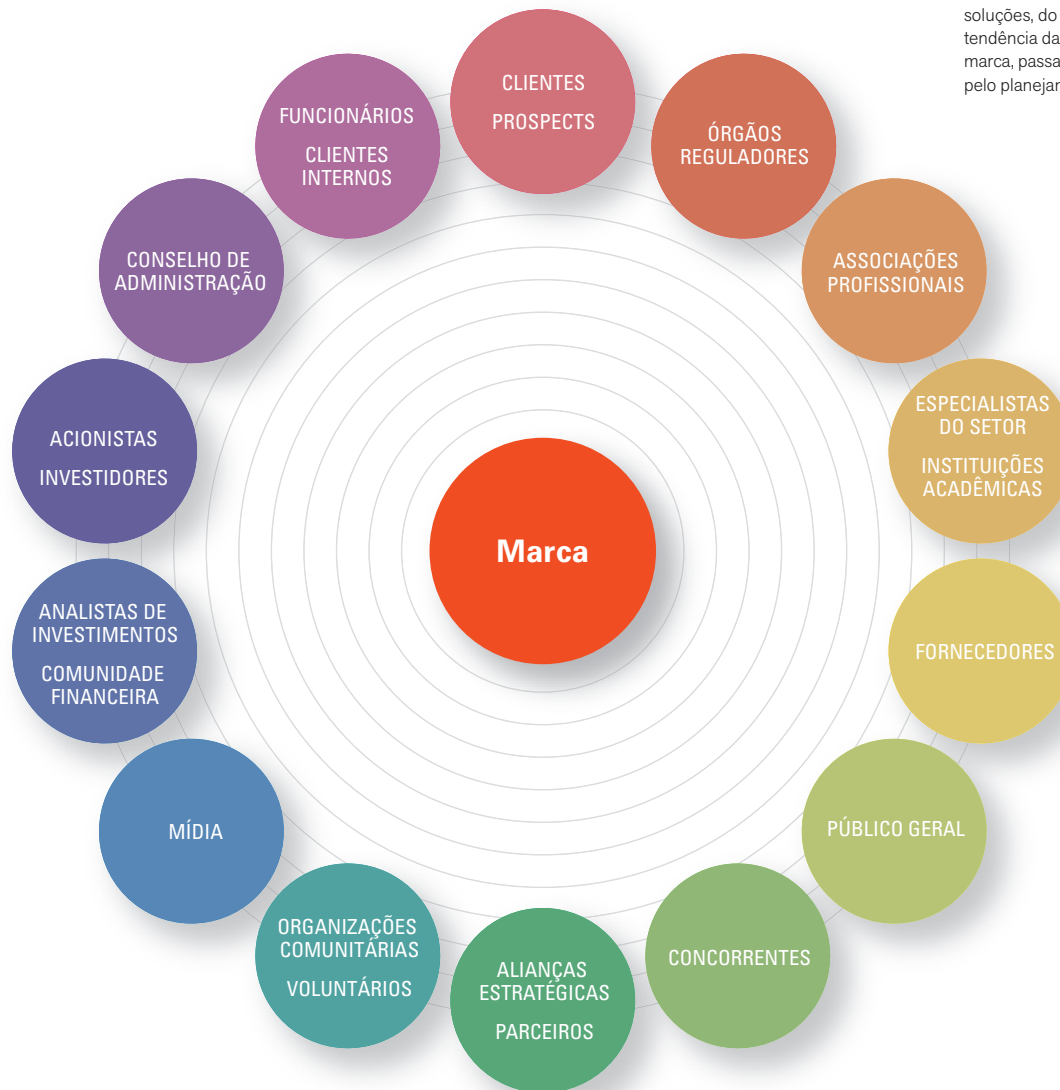 soluções, do
tendência da
marca, passa
pelo planejar
CLIENTES
PROSPECTS
ÓRGÃOS
REGULADORES
ASSOCIAÇÕES
PROFISSIONAIS
ESPECIALISTAS
DO SETOR
INSTITUIÇÕES
ACADÊMICAS
FORNECEDORES
PÚBLICO GERAL
CONCORRENTES
ALIANÇAS
ESTRATÉGICAS
PARCEIROS
ORGANIZAÇÕES
COMUNITÁRIAS
VOLUNTÁRIOS
MÍDIA
ANALISTAS DE
INVESTIMENTOS
COMUNIDADE
FINANCEIRA
ACIONISTAS
INVESTIDORES
CONSELHO DE
ADMINISTRAÇÃO
FUNCIONÁRIOS
CLIENTES
INTERNOS
Marca